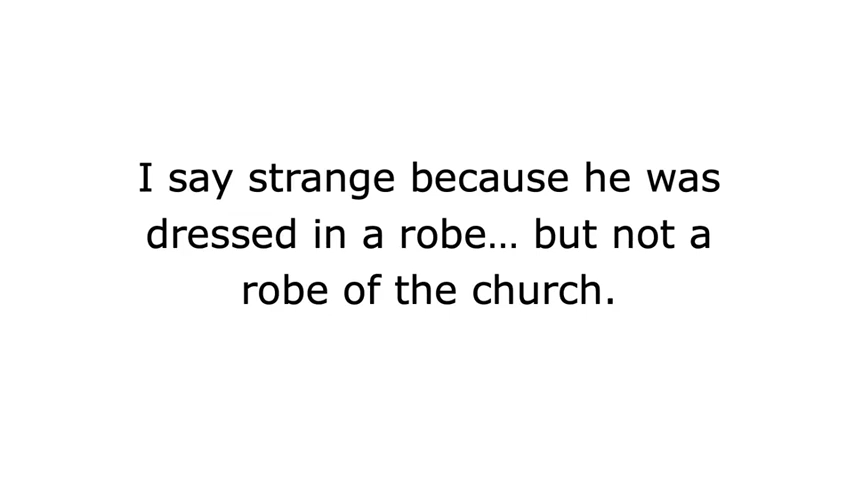 I say strange because he was
dressed in a robe… but not a
robe of the church.